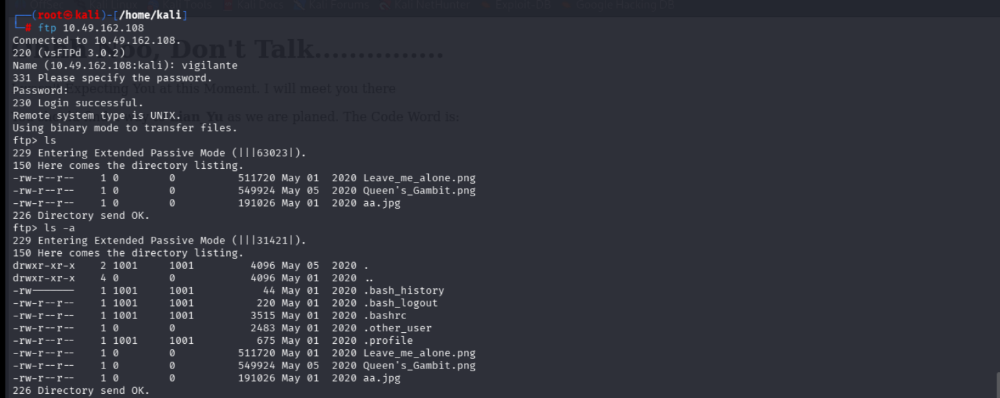 Offsec Kali Linux Kali Tools Kali Docs Kali Forums Kali NetHunter Exploit-DB Google Hacking DB
┌──(root㉿kali)-[/home/kali]
└─# ftp 10.49.162.108
Connected to 10.49.162.108.
220 (vsFTPd 3.0.2)
Name (10.49.162.108:kali): vigilante
331 Please specify the password.
Password:
230 Login successful.
Remote system type is UNIX.
Using binary mode to transfer files.
ftp> ls
229 Entering Extended Passive Mode (|||63023|).
150 Here comes the directory listing.
-rw-r--r--    1 0        0          511720 May 01  2020 Leave_me_alone.png
-rw-r--r--    1 0        0          549924 May 05  2020 Queen's_Gambit.png
-rw-r--r--    1 0        0          191026 May 01  2020 aa.jpg
226 Directory send OK.
ftp> ls -a
229 Entering Extended Passive Mode (|||31421|).
150 Here comes the directory listing.
drwxr-xr-x    2 1001     1001         4096 May 05  2020 .
drwxr-xr-x    4 0        0            4096 May 01  2020 ..
-rw-------    1 1001     1001           44 May 01  2020 .bash_history
-rw-r--r--    1 1001     1001          220 May 01  2020 .bash_logout
-rw-r--r--    1 1001     1001         3515 May 01  2020 .bashrc
-rw-r--r--    1 0        0            2483 May 01  2020 .other_user
-rw-r--r--    1 1001     1001          675 May 01  2020 .profile
-rw-r--r--    1 0        0          511720 May 01  2020 Leave_me_alone.png
-rw-r--r--    1 0        0          549924 May 05  2020 Queen's_Gambit.png
-rw-r--r--    1 0        0          191026 May 01  2020 aa.jpg
226 Directory send OK.
Don't Talk...............
Expecting You at this Moment. I will meet you there
Yu as we are planed. The Code Word is: